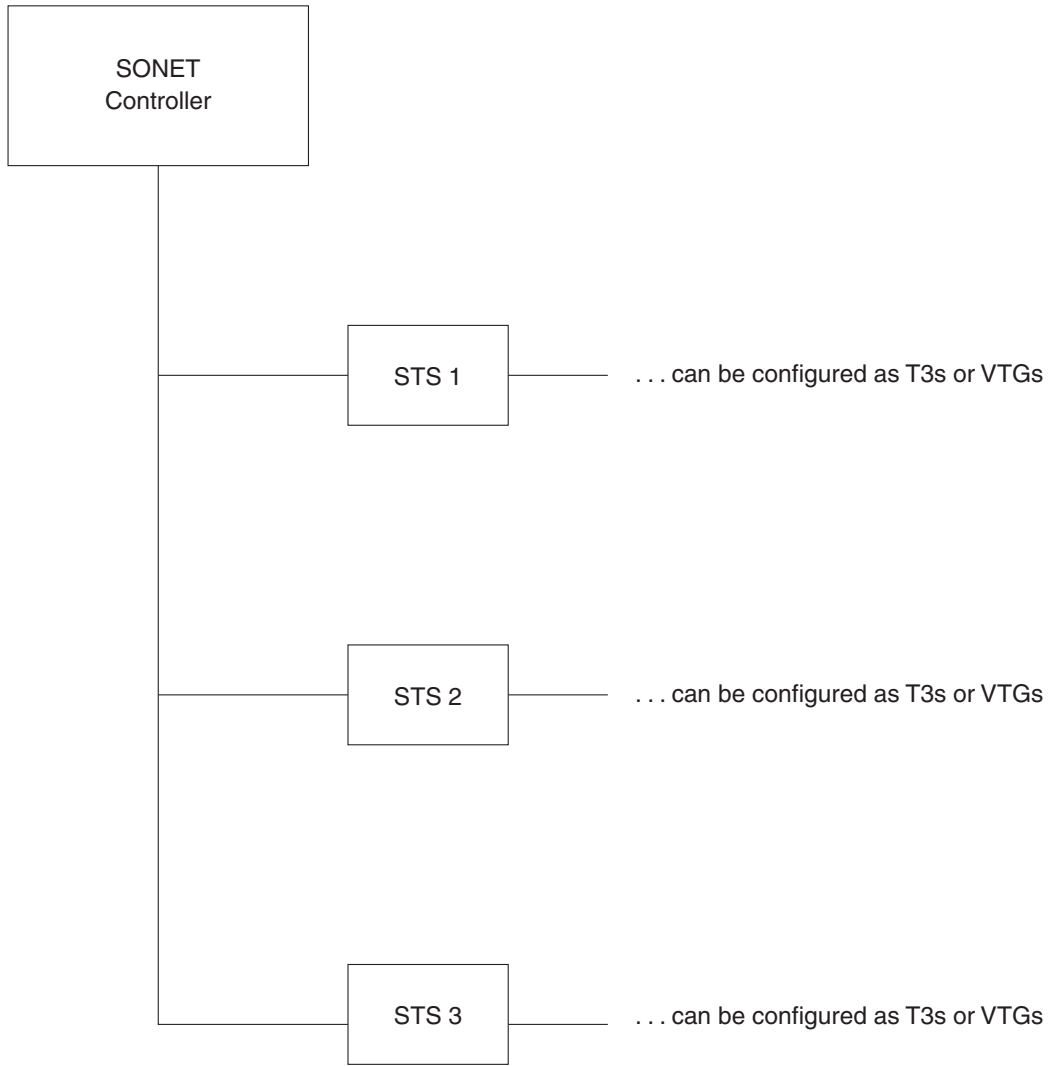 SONET
Controller
STS 1
. . . can be configured as T3s or VTGs
STS 2
. . . can be configured as T3s or VTGs
STS 3
. . . can be configured as T3s or VTGs